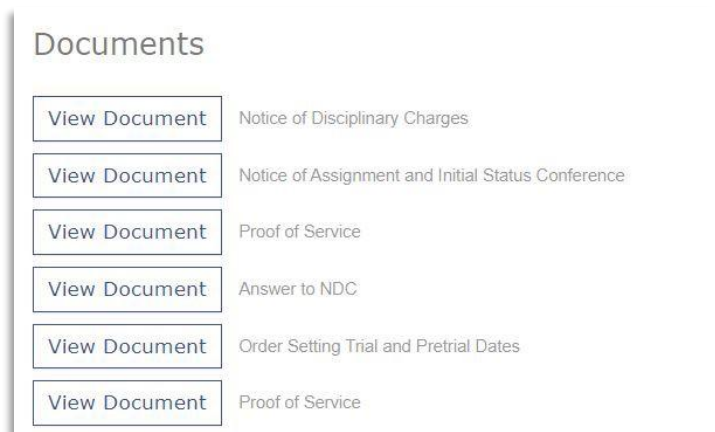 Documents
View Document Notice of Disciplinary Charges
View Document Notice of Assignment and Initial Status Conference
View Document Proof of Service
View Document Answer to NDC
View Document Order Setting Trial and Pretrial Dates
View Document Proof of Service